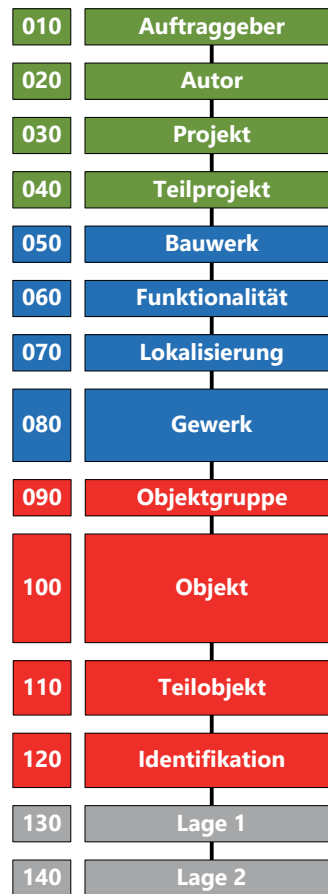 010 Auftraggeber
020 Autor
030 Projekt
040 Teilprojekt
050 Bauwerk
060 Funktionalität
070 Lokalisierung
080 Gewerk
090 Objektgruppe
100 Objekt
110 Teilobjekt
120 Identifikation
130 Lage 1
140 Lage 2